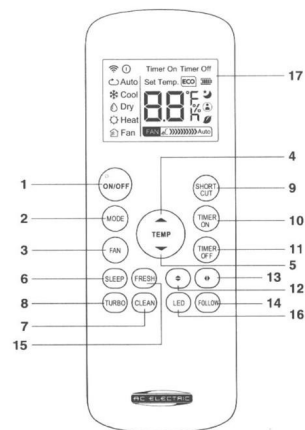 Timer On Timer Off
Auto Set Temp. ECO
Cool
Dry
Heat
Fan FAN Auto
88 °F % h
17
4
1 ON/OFF
SHORT CUT 9
2 MODE
TEMP
TIMER ON 10
3 FAN
TIMER OFF 11
5
6 SLEEP FRESH
13
12
8 TURBO CLEAN LED FOLLOW 14
7
16
15
AC ELECTRIC